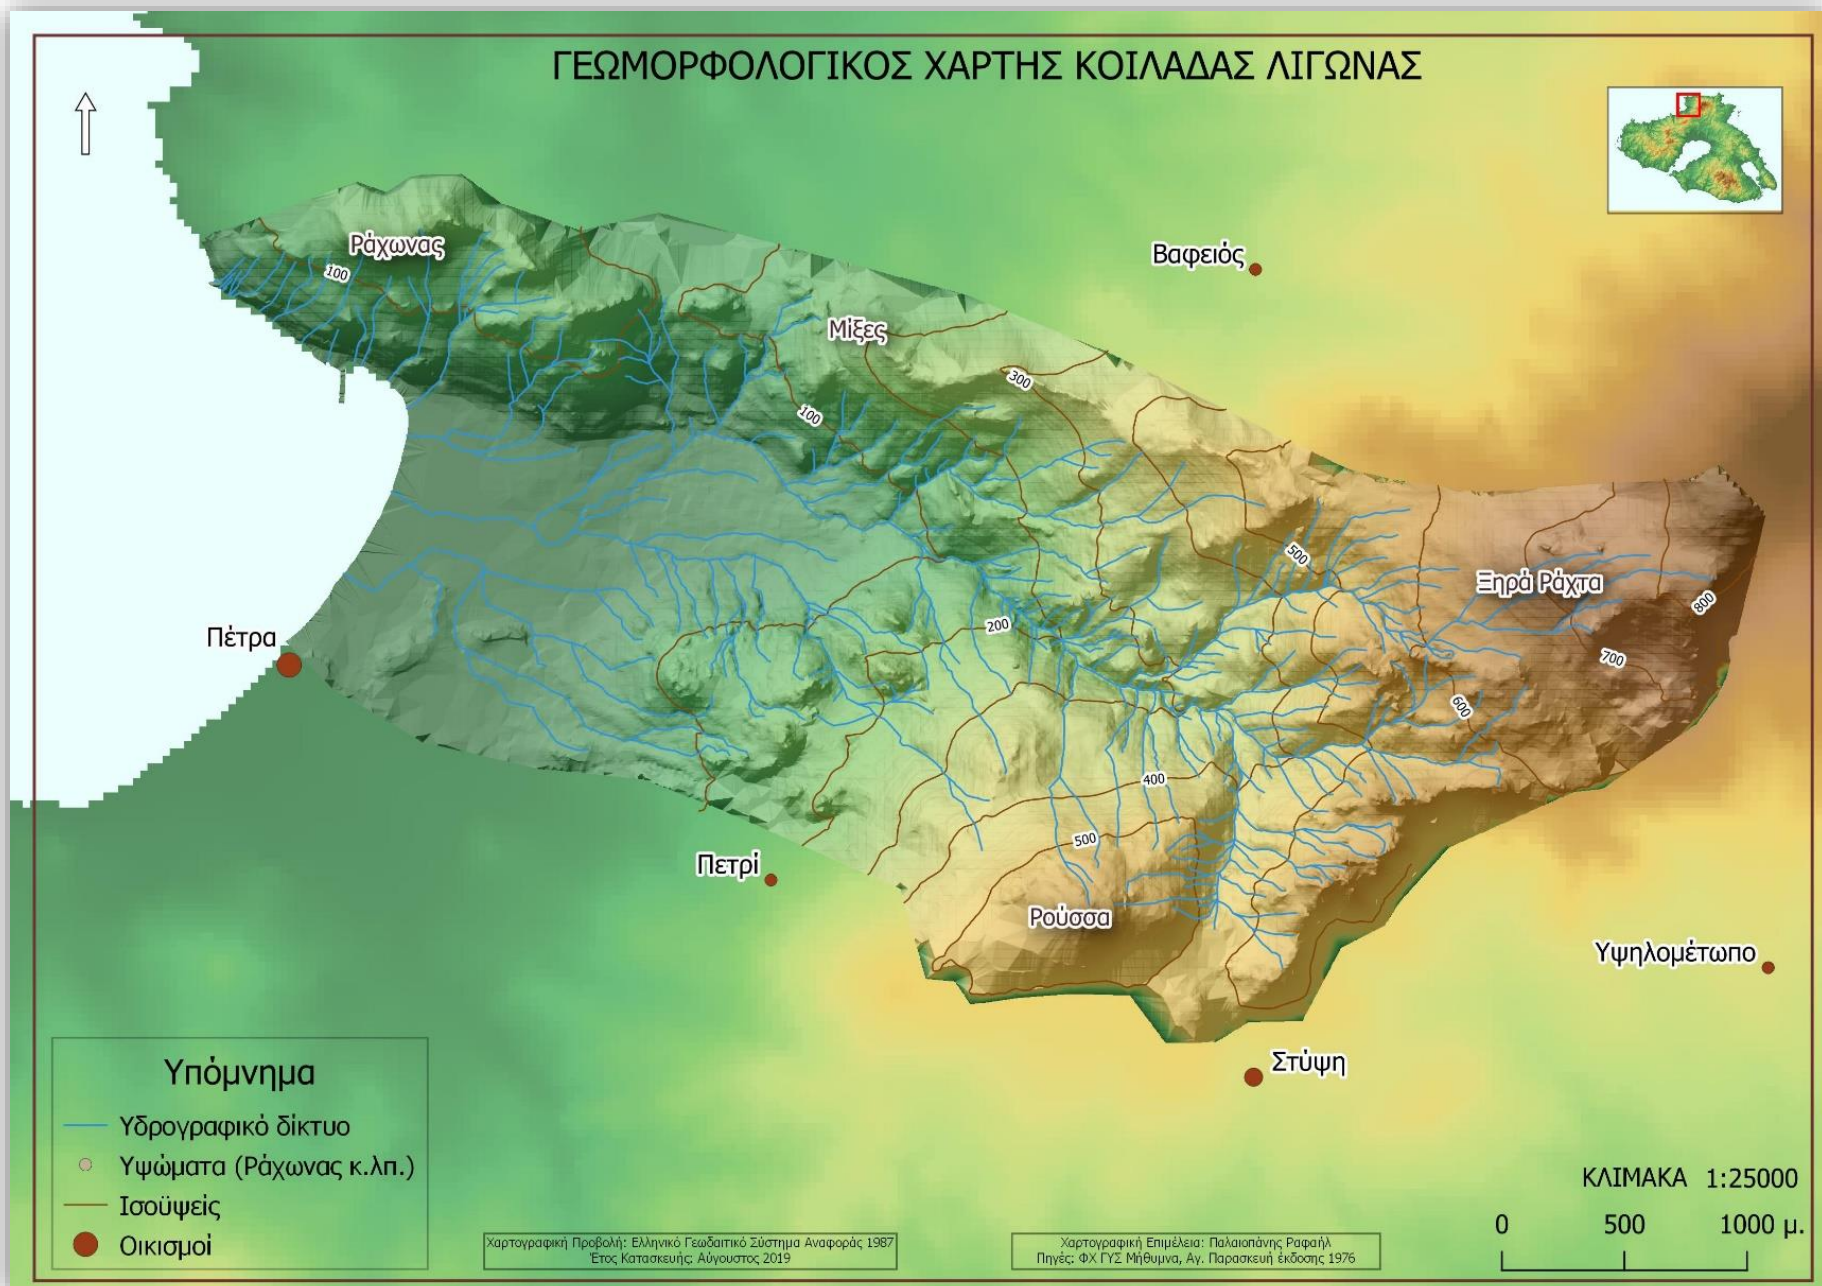 ΓΕΩΜΟΡΦΟΛΟΓΙΚΟΣ ΧΑΡΤΗΣ ΚΟΙΛΑΔΑΣ ΛΙΓΩΝΑΣ
Ράχωνας
Βαφειός
100
Μίξες
300
100
500
Ξηρά Ράχτα
800
200
Πέτρα
700
600
400
500
Πετρί
Ρούσσα
Υψηλομέτωπο
Στύψη
Υπόμνημα
Υδρογραφικό δίκτυο
Υψώματα (Ράχωνας κ.λπ.)
Ισοϋψείς
Οικισμοί
Χαρτογραφική Προβολή: Ελληνικό Γεωδαιτικό Σύστημα Αναφοράς 1987
Έτος Κατασκευής: Αύγουστος 2019
Χαρτογραφική Επιμέλεια: Παλαιοπάνης Ραφαήλ
Πηγές: ΦΧ ΓΥΣ Μήθυμνα, Αγ. Παρασκευή έκδοσης 1976
ΚΛΙΜΑΚΑ 1:25000
0 500 1000 μ.